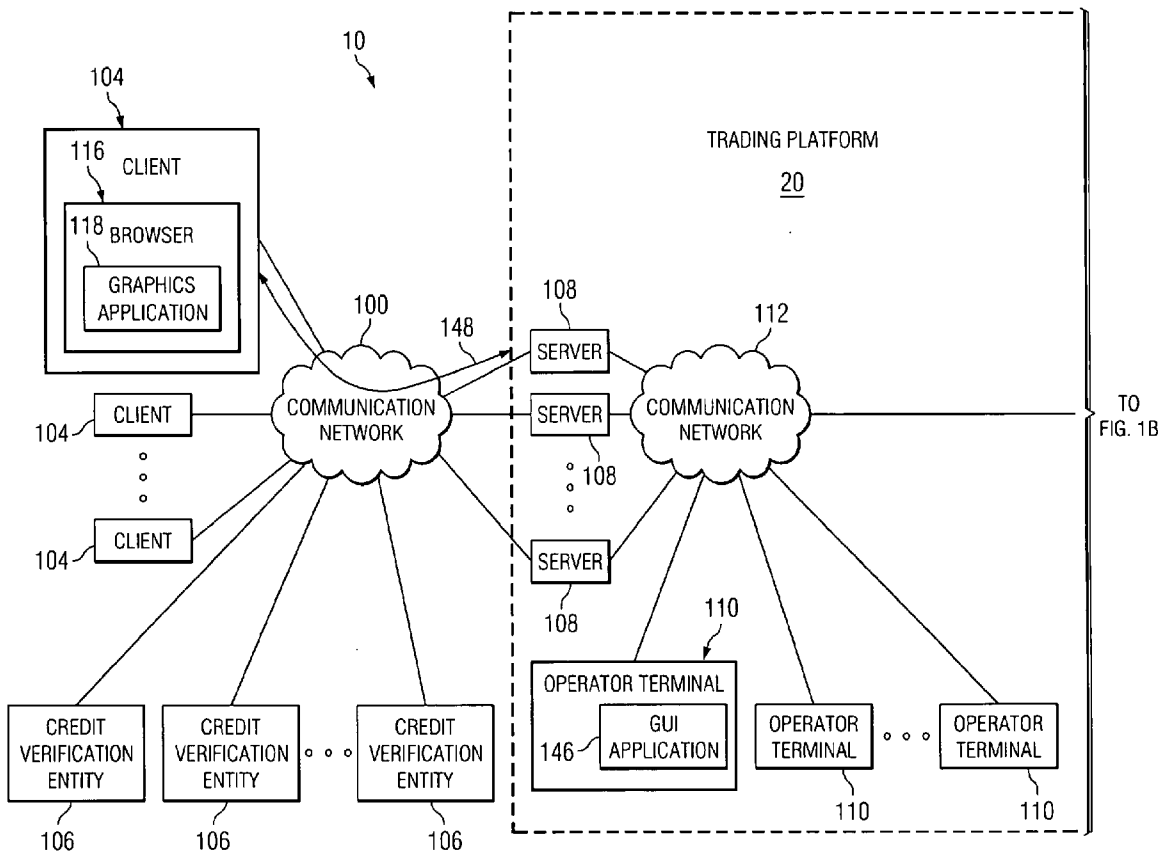 10
104
CLIENT
116
118
BROWSER
GRAPHICS
APPLICATION
TRADING PLATFORM
20
100
148
COMMUNICATION
NETWORK
108
SERVER
SERVER
108
SERVER
108
112
COMMUNICATION
NETWORK
TO
FIG. 1B
CLIENT
104
CLIENT
104
CREDIT
VERIFICATION
ENTITY
106
CREDIT
VERIFICATION
ENTITY
106
CREDIT
VERIFICATION
ENTITY
106
110
OPERATOR TERMINAL
GUI
APPLICATION
146
OPERATOR
TERMINAL
110
OPERATOR
TERMINAL
110